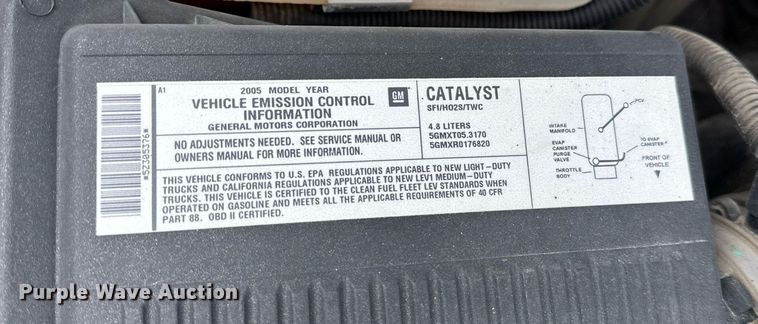 A1
2005 MODEL YEAR
VEHICLE EMISSION CONTROL
INFORMATION
GENERAL MOTORS CORPORATION
GM
NO ADJUSTMENTS NEEDED. SEE SERVICE MANUAL OR
OWNERS MANUAL FOR MORE INFORMATION.
THIS VEHICLE CONFORMS TO U.S. EPA REGULATIONS APPLICABLE TO NEW LIGHT-DUTY
TRUCKS AND CALIFORNIA REGULATIONS APPLICABLE TO NEW LEV1 MEDIUM-DUTY
TRUCKS. THIS VEHICLE IS CERTIFIED TO THE CLEAN FUEL FLEET LEV STANDARDS WHEN
OPERATED ON GASOLINE AND MEETS ALL THE APPLICABLE REQUIREMENTS OF 40 CFR
PART 88. OBD II CERTIFIED.
CATALYST
SFI/HO2S/TWC
4.8 LITERS
5GMXT05.3170
5GMXR0176820
PCV
INTAKE
MANIFOLD
EVAP
CANISTER
PURGE
VALVE
THROTTLE
BODY
TO EVAP
CANISTER
FRONT OF
VEHICLE
*52305376*
Purple Wave Auction